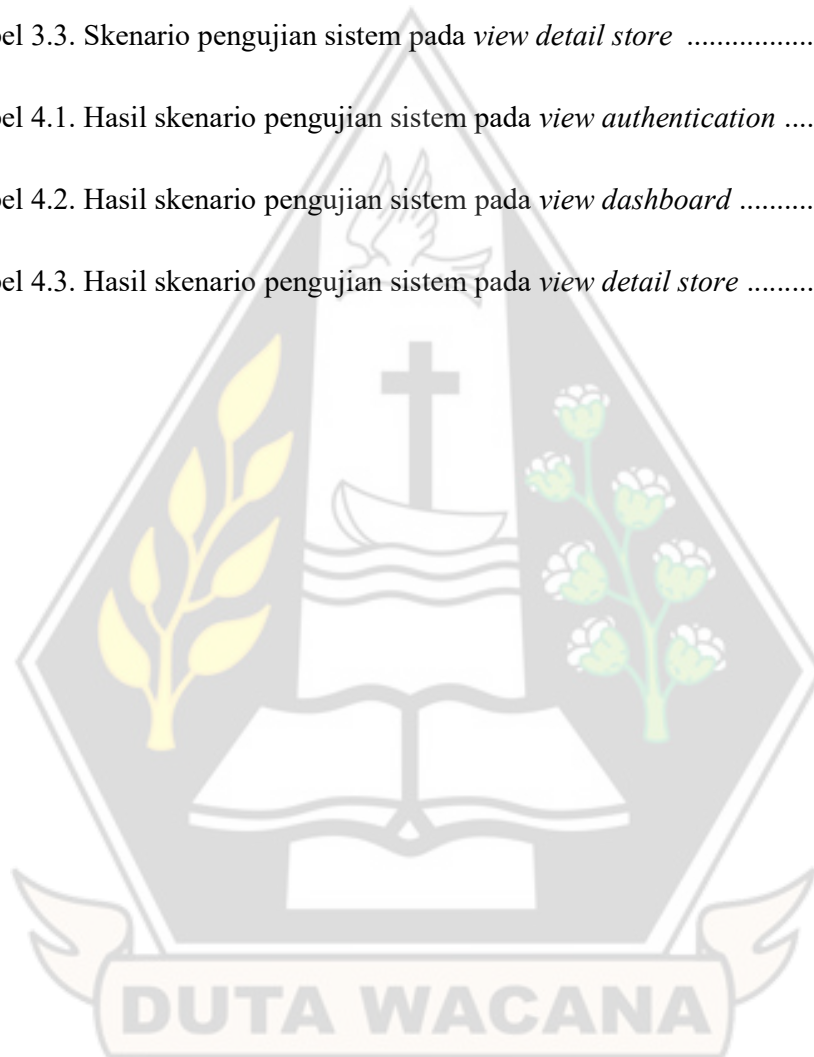 bel 3.3. Skenario pengujian sistem pada view detail store .................
bel 4.1. Hasil skenario pengujian sistem pada view authentication ....
bel 4.2. Hasil skenario pengujian sistem pada view dashboard ..........
bel 4.3. Hasil skenario pengujian sistem pada view detail store .........
DUTA WACANA